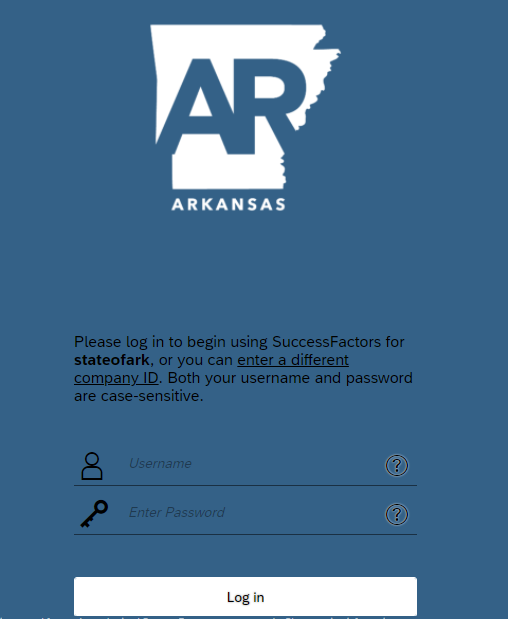 AR
ARKANSAS
Please log in to begin using SuccessFactors for
stateofark, or you can enter a different
company ID. Both your username and password
are case-sensitive.
Username
?
Enter Password
?
Log in